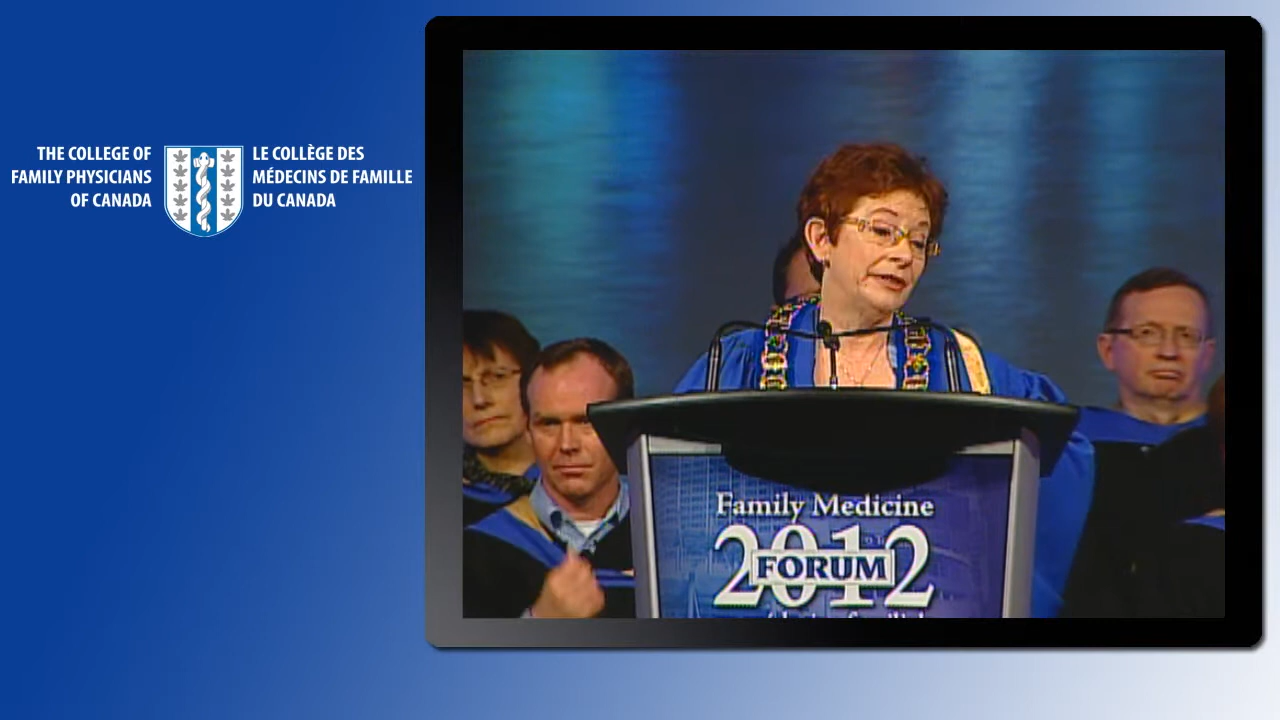 THE COLLEGE OF
FAMILY PHYSICIANS
OF CANADA
LE COLLÈGE DES
MÉDECINS DE FAMILLE
DU CANADA
Family Medicine
2012
FORUM